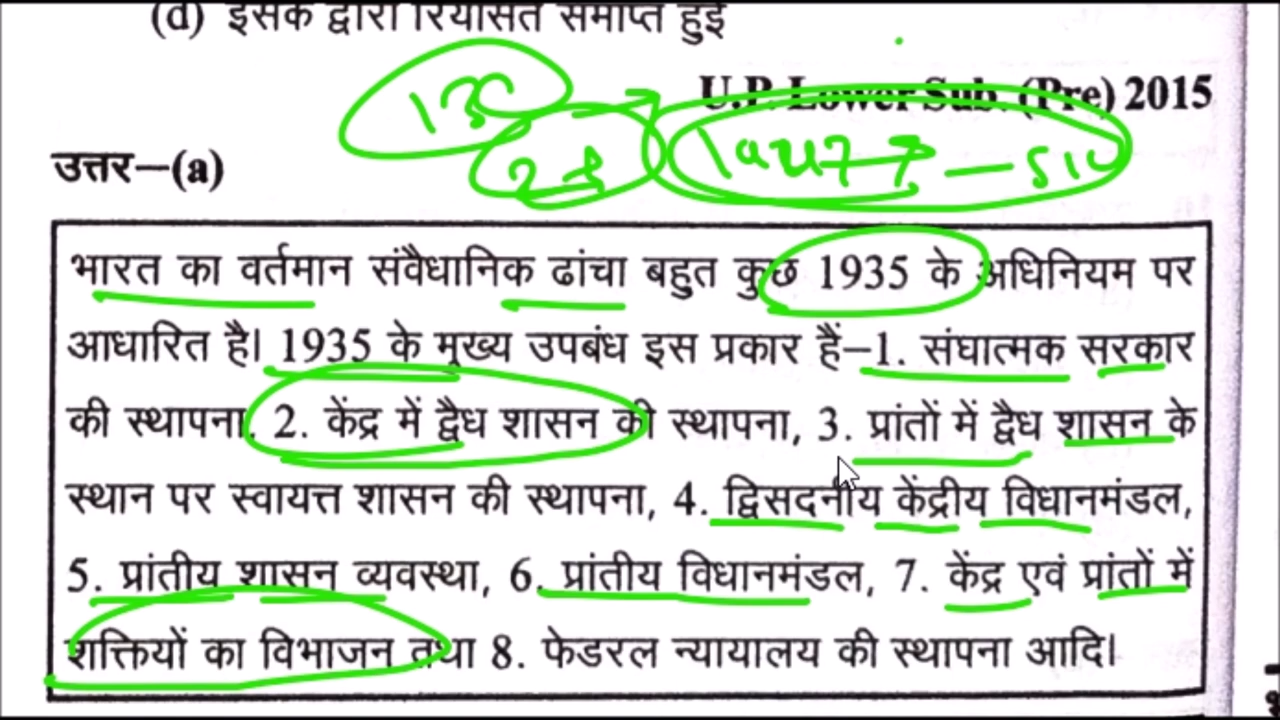 (d) इसके द्वारा रियासतें समाप्त हुईं
U.P. Lower Sub. (Pre) 2015
उत्तर–(a)
भारत का वर्तमान संवैधानिक ढांचा बहुत कुछ 1935 के अधिनियम पर
आधारित है। 1935 के मुख्य उपबंध इस प्रकार हैं–1. संघात्मक सरकार
की स्थापना, 2. केंद्र में द्वैध शासन की स्थापना, 3. प्रांतों में द्वैध शासन के
स्थान पर स्वायत्त शासन की स्थापना, 4. द्विसदनीय केंद्रीय विधानमंडल,
5. प्रांतीय शासन व्यवस्था, 6. प्रांतीय विधानमंडल, 7. केंद्र एवं प्रांतों में
शक्तियों का विभाजन तथा 8. फेडरल न्यायालय की स्थापना आदि।